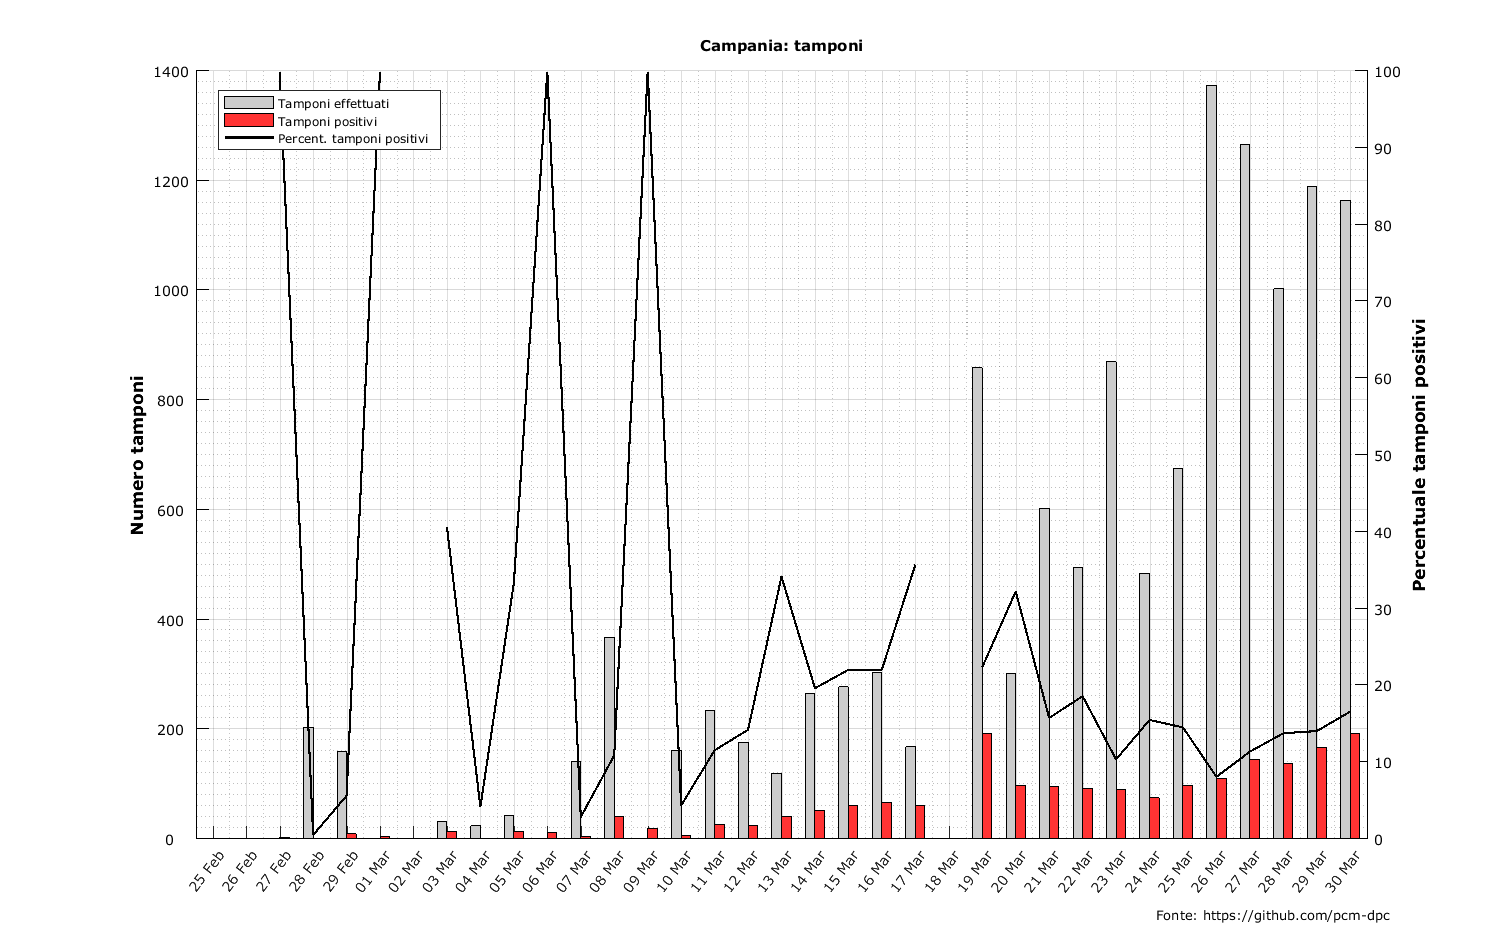 Campania: tamponi
Tamponi effettuati
Tamponi positivi
Percent. tamponi positivi
Numero tamponi
1400
1200
1000
800
600
400
200
0
100
90
80
70
60
50
40
30
20
10
0
Percentuale tamponi positivi
25 Feb
26 Feb
27 Feb
28 Feb
29 Feb
01 Mar
02 Mar
03 Mar
04 Mar
05 Mar
06 Mar
07 Mar
08 Mar
09 Mar
10 Mar
11 Mar
12 Mar
13 Mar
14 Mar
15 Mar
16 Mar
17 Mar
18 Mar
19 Mar
20 Mar
21 Mar
22 Mar
23 Mar
24 Mar
25 Mar
26 Mar
27 Mar
28 Mar
29 Mar
30 Mar
Fonte: https://github.com/pcm-dpc